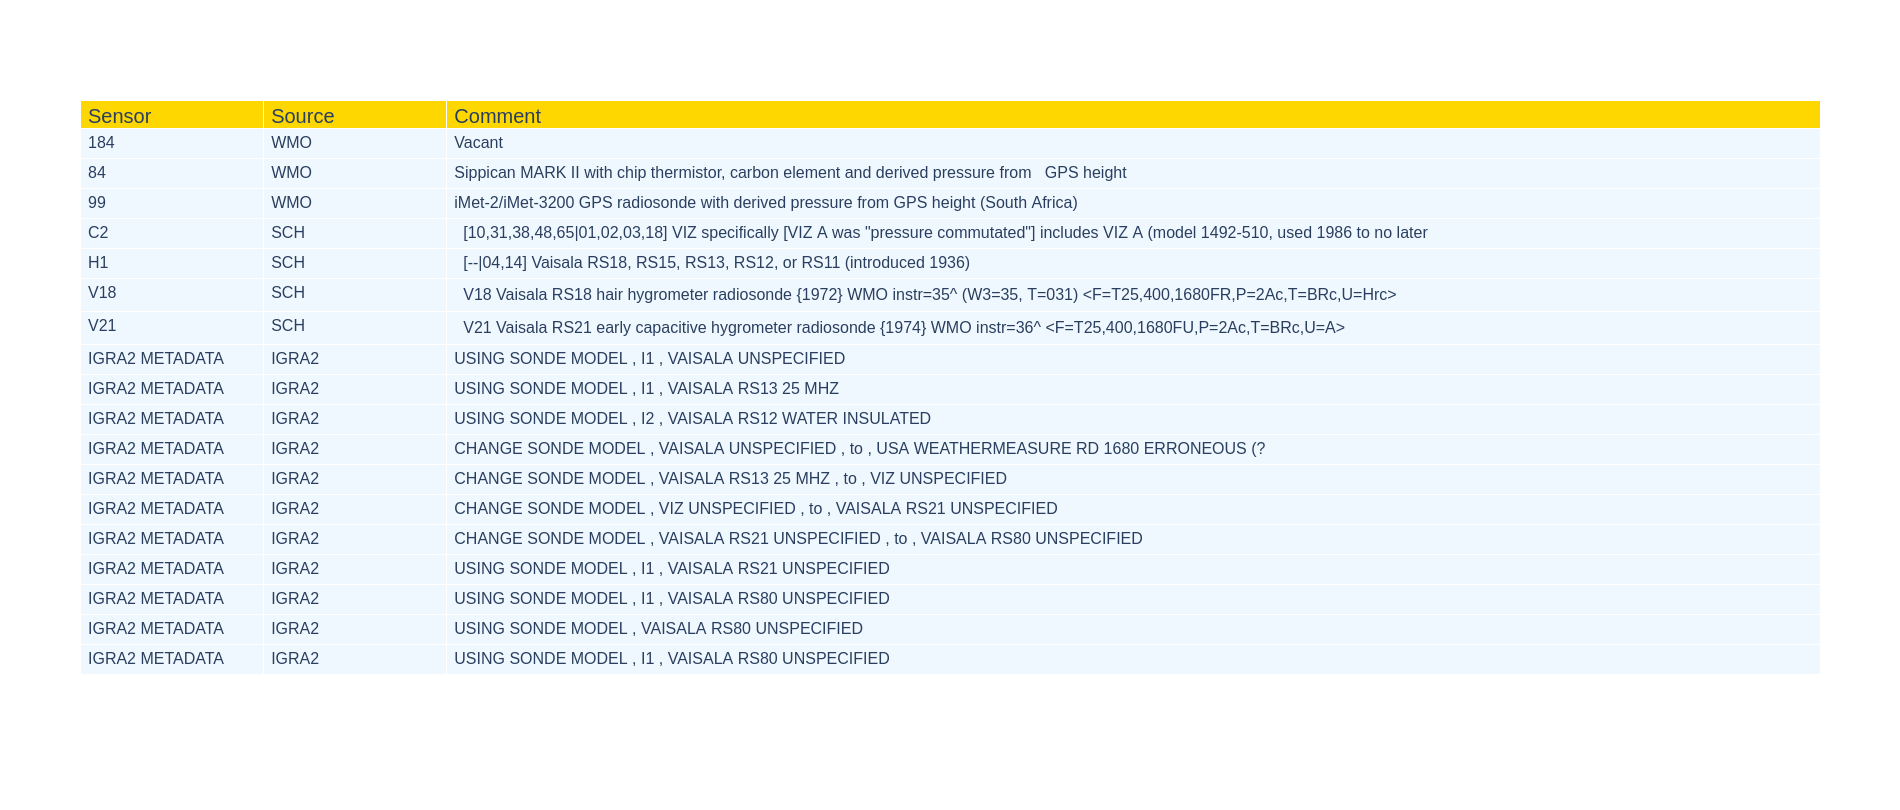 Sensor Source Comment
184 WMO Vacant
84 WMO Sippican MARK II with chip thermistor, carbon element and derived pressure from   GPS height
99 WMO iMet-2/iMet-3200 GPS radiosonde with derived pressure from GPS height (South Africa)
C2 SCH [10,31,38,48,65|01,02,03,18] VIZ specifically [VIZ A was "pressure commutated"] includes VIZ A (model 1492-510, used 1986 to no later
H1 SCH [--|04,14] Vaisala RS18, RS15, RS13, RS12, or RS11 (introduced 1936)
V18 SCH V18 Vaisala RS18 hair hygrometer radiosonde {1972} WMO instr=35^ (W3=35, T=031) <F=T25,400,1680FR,P=2Ac,T=BRc,U=Hrc>
V21 SCH V21 Vaisala RS21 early capacitive hygrometer radiosonde {1974} WMO instr=36^ <F=T25,400,1680FU,P=2Ac,T=BRc,U=A>
IGRA2 METADATA IGRA2 USING SONDE MODEL , I1 , VAISALA UNSPECIFIED
IGRA2 METADATA IGRA2 USING SONDE MODEL , I1 , VAISALA RS13 25 MHZ
IGRA2 METADATA IGRA2 USING SONDE MODEL , I2 , VAISALA RS12 WATER INSULATED
IGRA2 METADATA IGRA2 CHANGE SONDE MODEL , VAISALA UNSPECIFIED , to , USA WEATHERMEASURE RD 1680 ERRONEOUS (?
IGRA2 METADATA IGRA2 CHANGE SONDE MODEL , VAISALA RS13 25 MHZ , to , VIZ UNSPECIFIED
IGRA2 METADATA IGRA2 CHANGE SONDE MODEL , VIZ UNSPECIFIED , to , VAISALA RS21 UNSPECIFIED
IGRA2 METADATA IGRA2 CHANGE SONDE MODEL , VAISALA RS21 UNSPECIFIED , to , VAISALA RS80 UNSPECIFIED
IGRA2 METADATA IGRA2 USING SONDE MODEL , I1 , VAISALA RS21 UNSPECIFIED
IGRA2 METADATA IGRA2 USING SONDE MODEL , I1 , VAISALA RS80 UNSPECIFIED
IGRA2 METADATA IGRA2 USING SONDE MODEL , VAISALA RS80 UNSPECIFIED
IGRA2 METADATA IGRA2 USING SONDE MODEL , I1 , VAISALA RS80 UNSPECIFIED